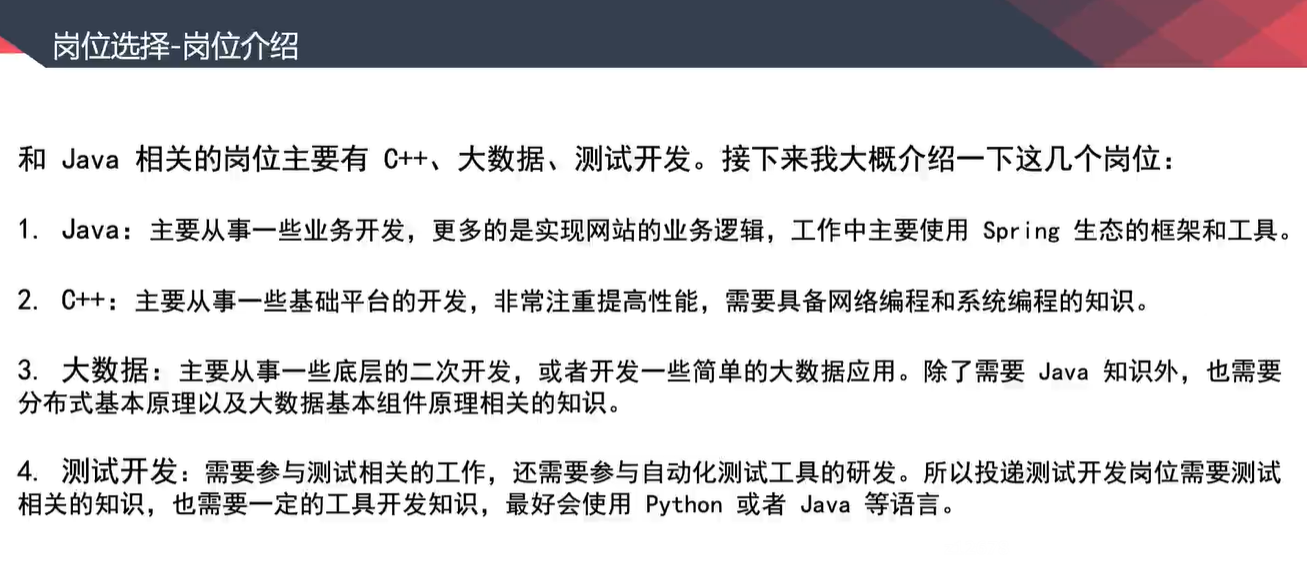 岗位选择-岗位介绍
和 Java 相关的岗位主要有 C++、大数据、测试开发。接下来我大概介绍一下这几个岗位：
1. Java：主要从事一些业务开发，更多的是实现网站的业务逻辑，工作中主要使用 Spring 生态的框架和工具。
2. C++：主要从事一些基础平台的开发，非常注重提高性能，需要具备网络编程和系统编程的知识。
3. 大数据：主要从事一些底层的二次开发，或者开发一些简单的大数据应用。除了需要 Java 知识外，也需要
分布式基本原理以及大数据基本组件原理相关的知识。
4. 测试开发：需要参与测试相关的工作，还需要参与自动化测试工具的研发。所以投递测试开发岗位需要测试
相关的知识，也需要一定的工具开发知识，最好会使用 Python 或者 Java 等语言。